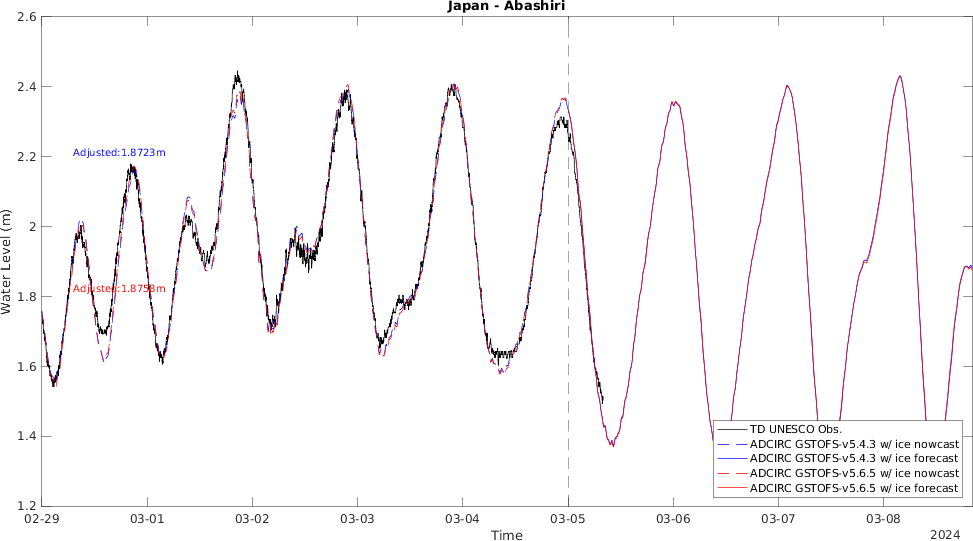 Japan - Abashiri
2.6
2.4
2.2
2
1.8
1.6
1.4
1.2
Water Level (m)
Adjusted:1.8723m
Adjusted:1.8758m
TD UNESCO Obs.
ADCIRC GSTOFS-v5.4.3 w/ ice nowcast
ADCIRC GSTOFS-v5.4.3 w/ ice forecast
ADCIRC GSTOFS-v5.6.5 w/ ice nowcast
ADCIRC GSTOFS-v5.6.5 w/ ice forecast
02-29 03-01 03-02 03-03 03-04 03-05 03-06 03-07 03-08
Time
2024